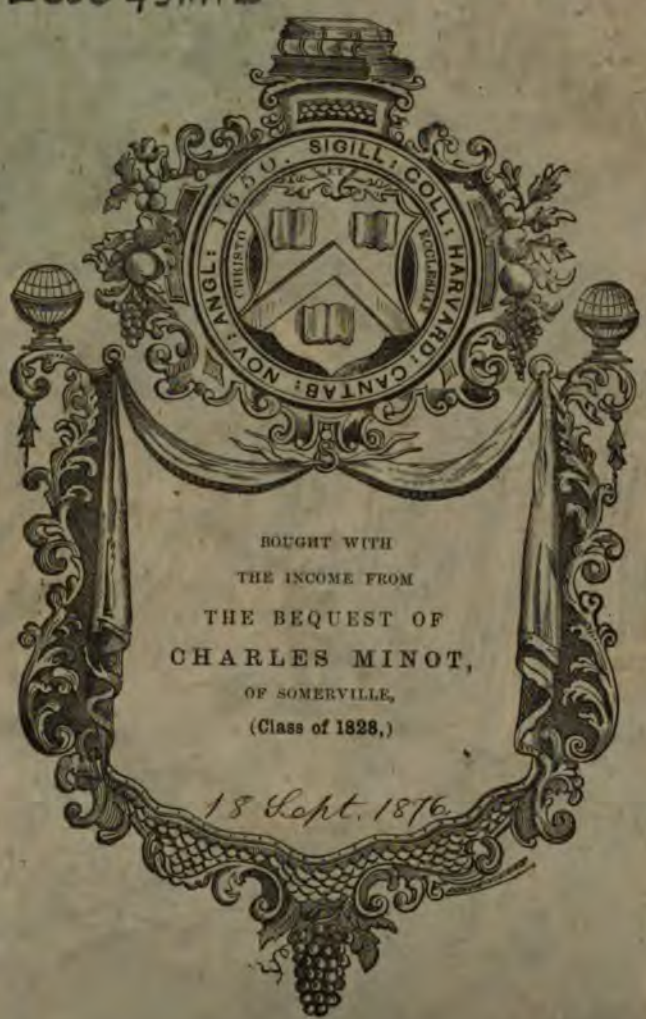 SIGILL: COLL: HARVARD: CANTAB: NOV: ANGL: 1650.
ET
CHRISTO
ECCLESIAE
BOUGHT WITH
THE INCOME FROM
THE BEQUEST OF
CHARLES MINOT,
OF SOMERVILLE,
(Class of 1828,)
18 Sept. 1876